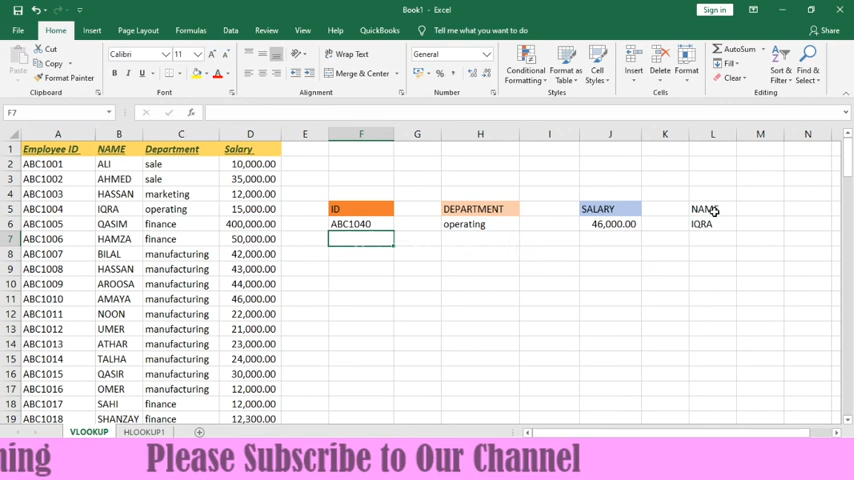 Book1 - Excel
Sign in
File Home Insert Page Layout Formulas Data Review View Help QuickBooks Tell me what you want to do Share
Cut
Copy
Format Painter
Paste
Clipboard
Calibri 11
B I U
Font
Wrap Text
Merge & Center
Alignment
General
Number
Conditional Formatting
Format as Table
Cell Styles
Styles
Insert Delete Format
Cells
AutoSum
Fill
Clear
Sort & Filter
Find & Select
Editing
F7
A B C D E F G H I J K L M N
1 Employee ID NAME Department Salary
2 ABC1001 ALI sale 10,000.00
3 ABC1002 AHMED sale 35,000.00
4 ABC1003 HASSAN marketing 12,000.00
5 ABC1004 IQRA operating 15,000.00 ID DEPARTMENT SALARY NAME
6 ABC1005 QASIM finance 400,000.00 ABC1040 operating 46,000.00 IQRA
7 ABC1006 HAMZA finance 50,000.00
8 ABC1007 BILAL manufacturing 42,000.00
9 ABC1008 HASSAN manufacturing 43,000.00
10 ABC1009 AROOSA manufacturing 44,000.00
11 ABC1010 AMAYA manufacturing 46,000.00
12 ABC1011 NOON manufacturing 22,000.00
13 ABC1012 UMER manufacturing 21,000.00
14 ABC1013 ATHAR manufacturing 23,000.00
15 ABC1014 TALHA manufacturing 24,000.00
16 ABC1015 QASIR manufacturing 30,000.00
17 ABC1016 OMER manufacturing 12,000.00
18 ABC1017 SAHI finance 12,000.00
19 ABC1018 SHANZAY finance 12,300.00
VLOOKUP HLOOKUP1
ning Please Subscribe to Our Channel